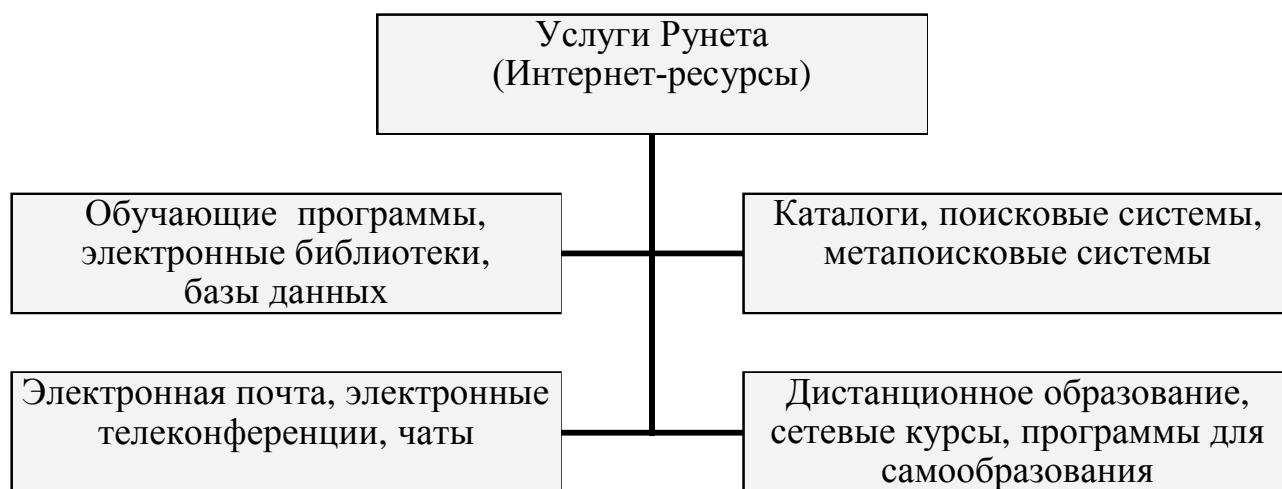 Услуги Рунета
(Интернет-ресурсы)
Обучающие программы,
электронные библиотеки,
базы данных
Каталоги, поисковые системы,
метапоисковые системы
Электронная почта, электронные
телеконференции, чаты
Дистанционное образование,
сетевые курсы, программы для
самообразования